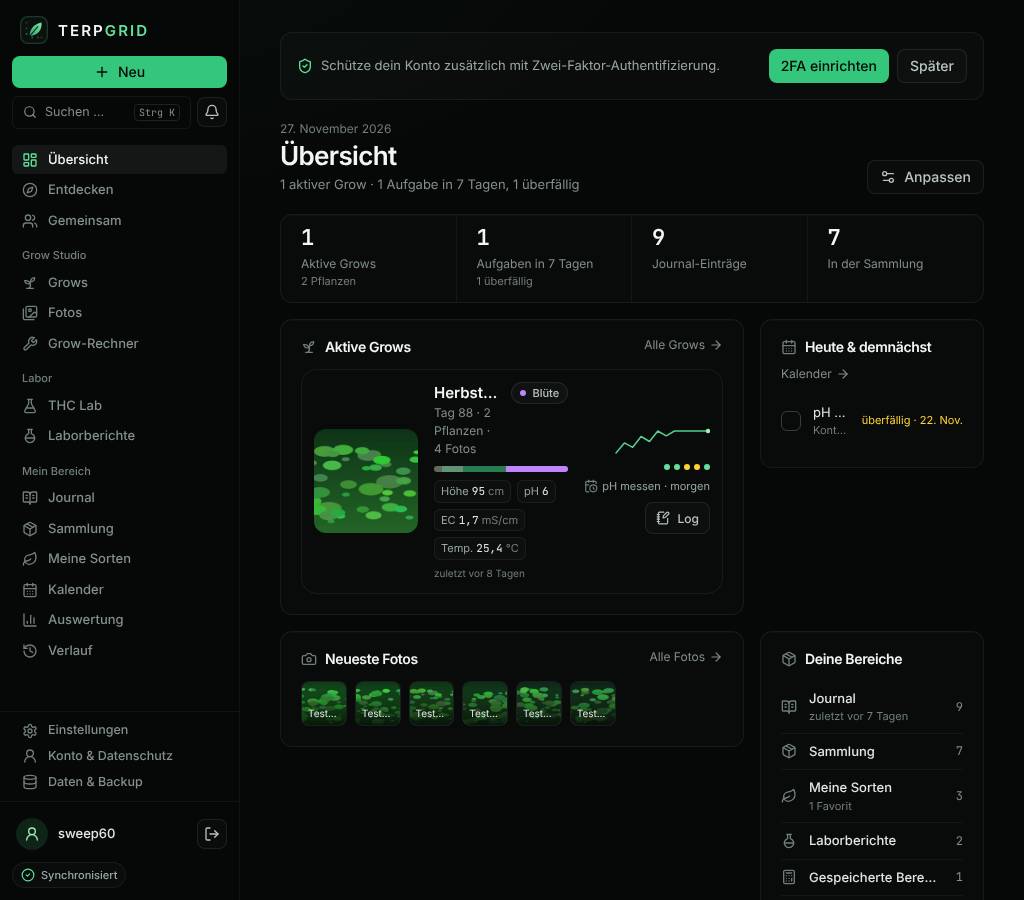 TERPGRID
Neu
Suchen ...
Strg K
Übersicht
Entdecken
Gemeinsam
Grow Studio
Grows
Fotos
Grow-Rechner
Labor
THC Lab
Laborberichte
Mein Bereich
Journal
Sammlung
Meine Sorten
Kalender
Auswertung
Verlauf
Einstellungen
Konto & Datenschutz
Daten & Backup
sweep60
Synchronisiert
Schütze dein Konto zusätzlich mit Zwei-Faktor-Authentifizierung.
2FA einrichten
Später
27. November 2026
Übersicht
1 aktiver Grow · 1 Aufgabe in 7 Tagen, 1 überfällig
Anpassen
1
Aktive Grows
2 Pflanzen
1
Aufgaben in 7 Tagen
1 überfällig
9
Journal-Einträge
7
In der Sammlung
Aktive Grows
Alle Grows
Herbst...
Blüte
Tag 88 · 2
Pflanzen ·
4 Fotos
Höhe 95 cm
pH 6
EC 1,7 mS/cm
Temp. 25,4 °C
zuletzt vor 8 Tagen
pH messen · morgen
Log
Heute & demnächst
Kalender
pH ...
Kont...
überfällig · 22. Nov.
Neueste Fotos
Alle Fotos
Test...
Test...
Test...
Test...
Test...
Test...
Deine Bereiche
Journal
zuletzt vor 7 Tagen
9
Sammlung
7
Meine Sorten
1 Favorit
3
Laborberichte
2
Gespeicherte Bere...
1